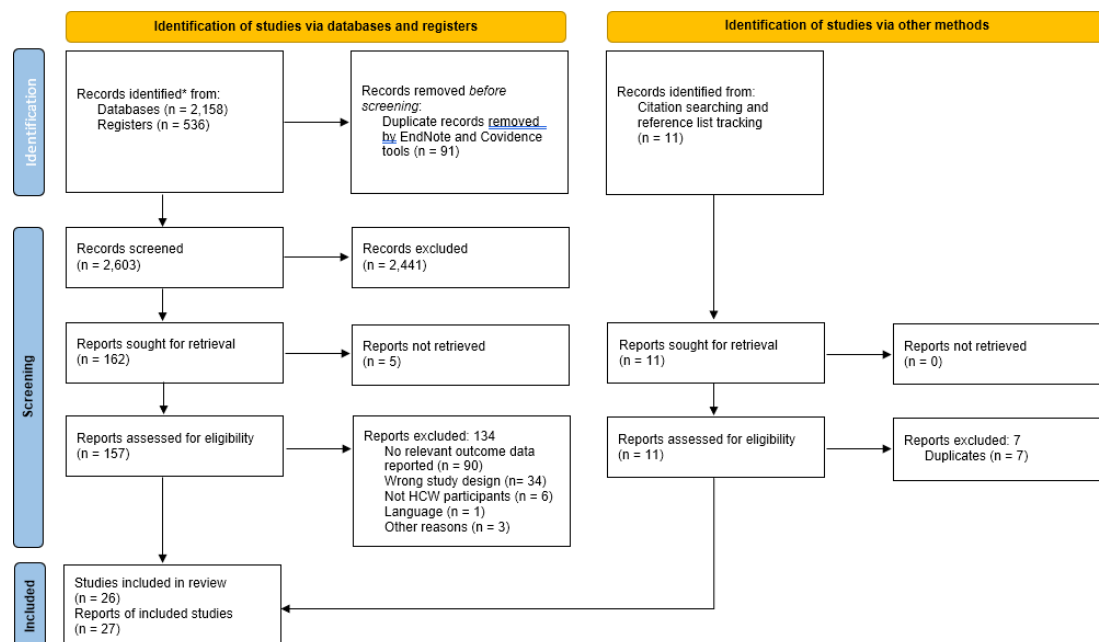 Identification of studies via databases and registers
Identification of studies via other methods
Identification
Records identified* from:
Databases (n = 2,158)
Registers (n = 536)
Records removed before
screening:
Duplicate records removed
by EndNote and Covidence
tools (n = 91)
Records identified from:
Citation searching and
reference list tracking
(n = 11)
Screening
Records screened
(n = 2,603)
Records excluded
(n = 2,441)
Reports sought for retrieval
(n = 162)
Reports not retrieved
(n = 5)
Reports sought for retrieval
(n = 11)
Reports not retrieved
(n = 0)
Reports assessed for eligibility
(n = 157)
Reports excluded: 134
No relevant outcome data
reported (n = 90)
Wrong study design (n= 34)
Not HCW participants (n = 6)
Language (n = 1)
Other reasons (n = 3)
Reports assessed for eligibility
(n = 11)
Reports excluded: 7
Duplicates (n = 7)
Included
Studies included in review
(n = 26)
Reports of included studies
(n = 27)